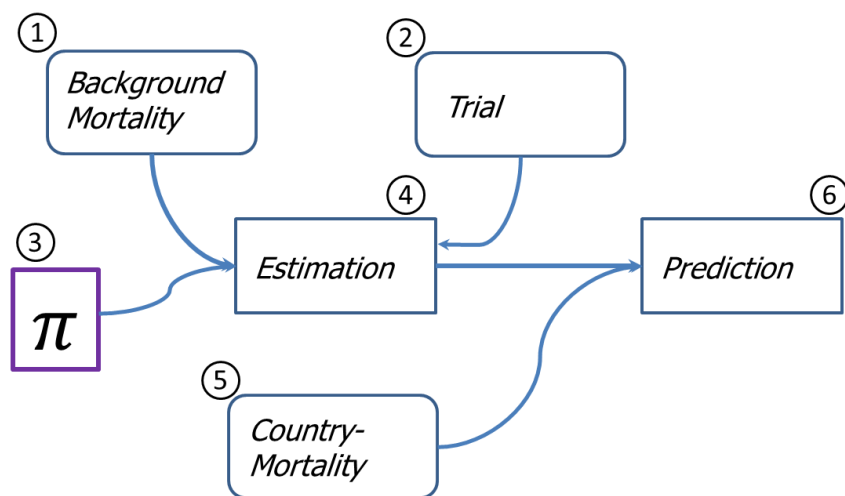 1
Background
Mortality
2
Trial
3
π
4
Estimation
5
Country-
Mortality
6
Prediction